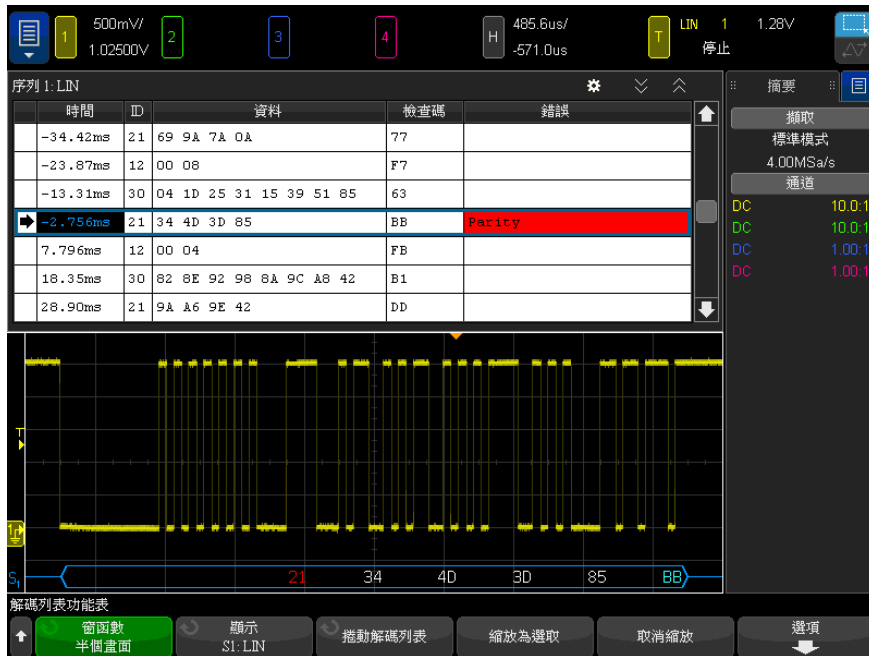 1 500mV/ 2 3 4 H 485.6us/ T LIN 1 1.28V
1.02500V -571.0us 停止
序列 1: LIN 摘要
時間 ID 資料 檢查碼 錯誤
-34.42ms 21 69 9A 7A 0A 77
-23.87ms 12 00 08 F7
-13.31ms 30 04 1D 25 31 15 39 51 85 63
-2.756ms 21 34 4D 3D 85 BB Parity
7.796ms 12 00 04 FB
18.35ms 30 82 8E 92 98 8A 9C A8 42 B1
28.90ms 21 9A A6 9E 42 DD
擷取
標準模式
4.00MSa/s
通道
DC 10.0:1
DC 10.0:1
DC 1.00:1
DC 1.00:1
T
1
S1 21 34 4D 3D 85 BB
解碼列表功能表
窗函數
半個畫面
顯示
S1: LIN
捲動解碼列表
縮放為選取
取消縮放
選項